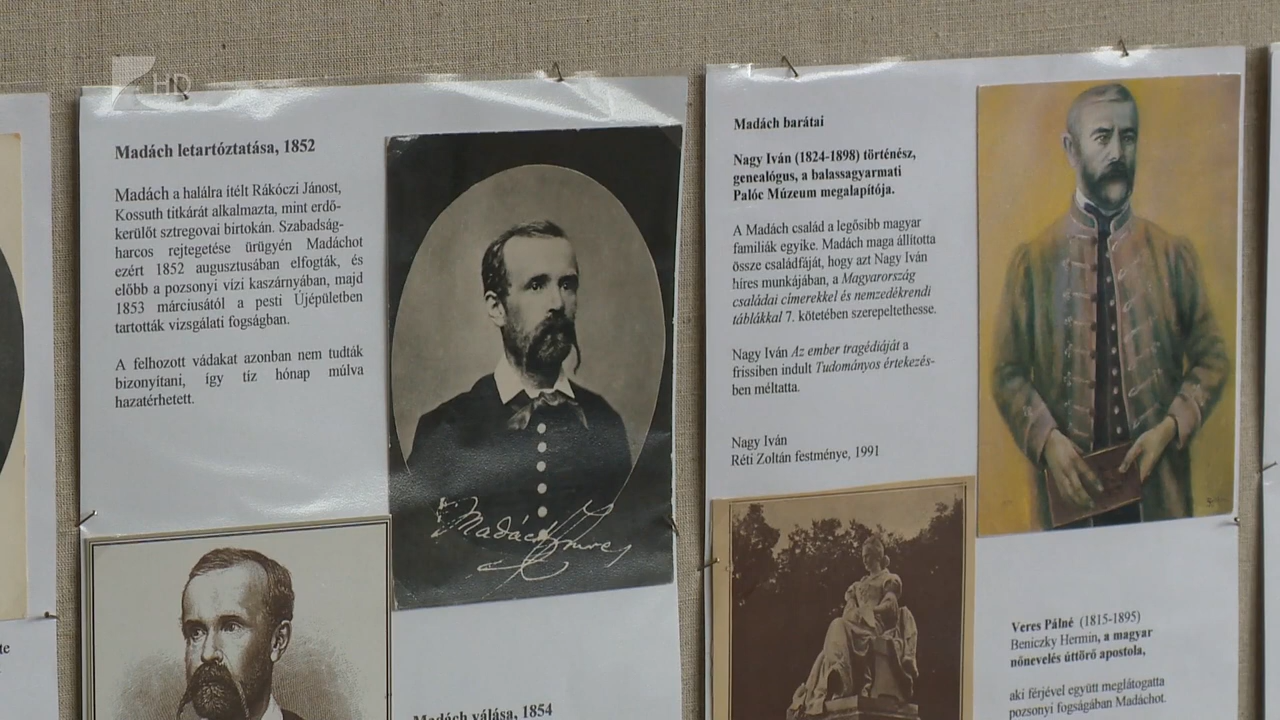 7 HD
Madách letartóztatása, 1852
Madách a halálra ítélt Rákóczi Jánost,
Kossuth titkárát alkalmazta, mint erdő-
kerülőt sztregovai birtokán. Szabadság-
harcos rejtegetése ürügyén Madáchot
ezért 1852 augusztusában elfogták, és
előbb a pozsonyi vízi kaszárnyában, majd
1853 márciusától a pesti Újépületben
tartották vizsgálati fogságban.
A felhozott vádakat azonban nem tudták
bizonyítani, így tíz hónap múlva
hazatérhetett.
Madách Imre
Madách válása, 1854
Madách barátai
Nagy Iván (1824-1898) történész,
genealógus, a balassagyarmati
Palóc Múzeum megalapítója.
A Madách család a legősibb magyar
famíliák egyike. Madách maga állította
össze családfáját, hogy azt Nagy Iván
híres munkájában, a Magyarország
családai címerekkel és nemzedékrendi
táblákkal 7. kötetében szerepeltethesse.
Nagy Iván Az ember tragédiáját a
frissiben indult Tudományos értekezés-
ben méltatta.
Nagy Iván
Réti Zoltán festménye, 1991
Veres Pálné (1815-1895)
Beniczky Hermin, a magyar
nőnevelés úttörő apostola,
aki férjével együtt meglátogatta
pozsonyi fogságában Madáchot.